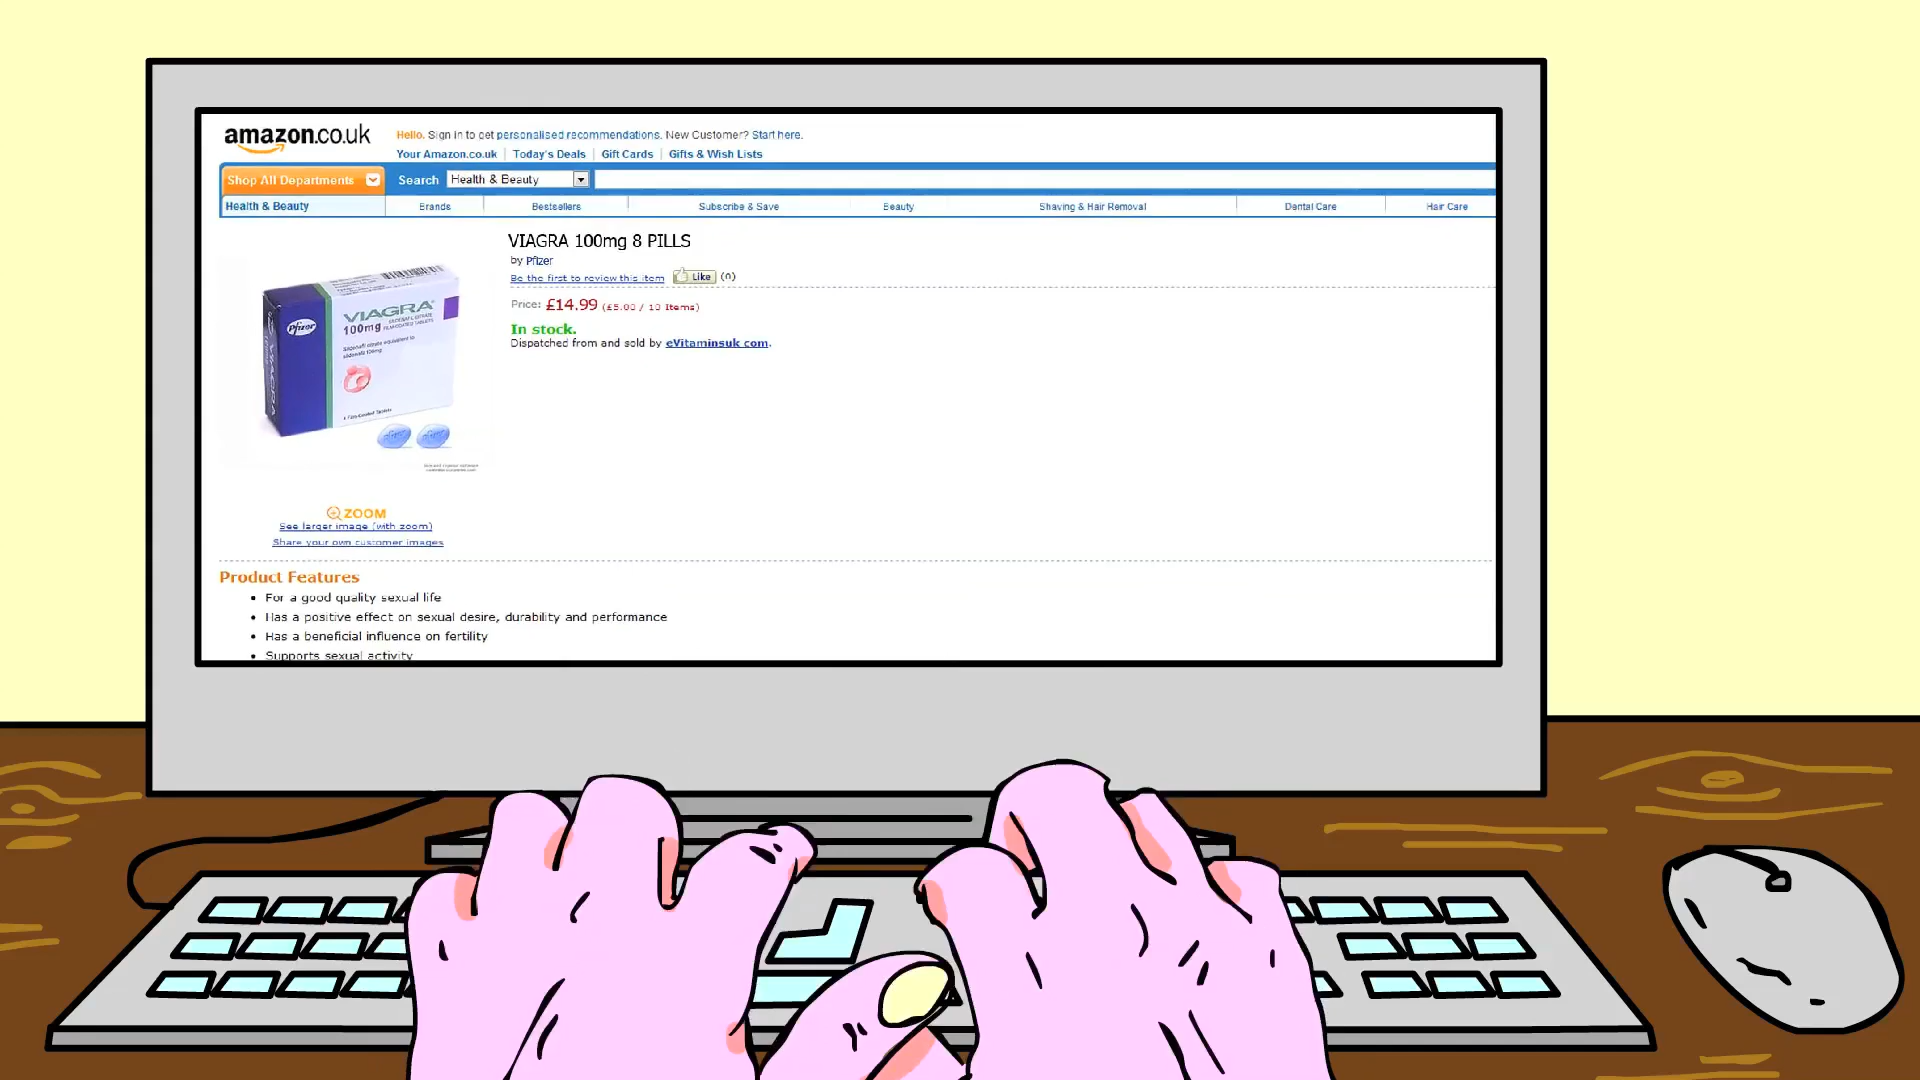 amazon.co.uk
Hello. Sign in to get personalised recommendations. New Customer? Start here.
Your Amazon.co.uk Today's Deals Gift Cards Gifts & Wish Lists
Shop All Departments Search Health & Beauty
Health & Beauty Brands Bestsellers Subscribe & Save Beauty Shaving & Hair Removal Dental Care Hair Care
VIAGRA 100mg 8 PILLS
by Pfizer
Be the first to review this item Like (0)
Price: £14.99 (£5.00 / 10 Items)
In stock.
Dispatched from and sold by eVitaminsuk com.
Pfizer
VIAGRA
100mg
VIAGRA
Pfizer Pfizer
ZOOM
See larger image (with zoom)
Share your own customer images
Product Features
For a good quality sexual life
Has a positive effect on sexual desire, durability and performance
Has a beneficial influence on fertility
Supports sexual activity